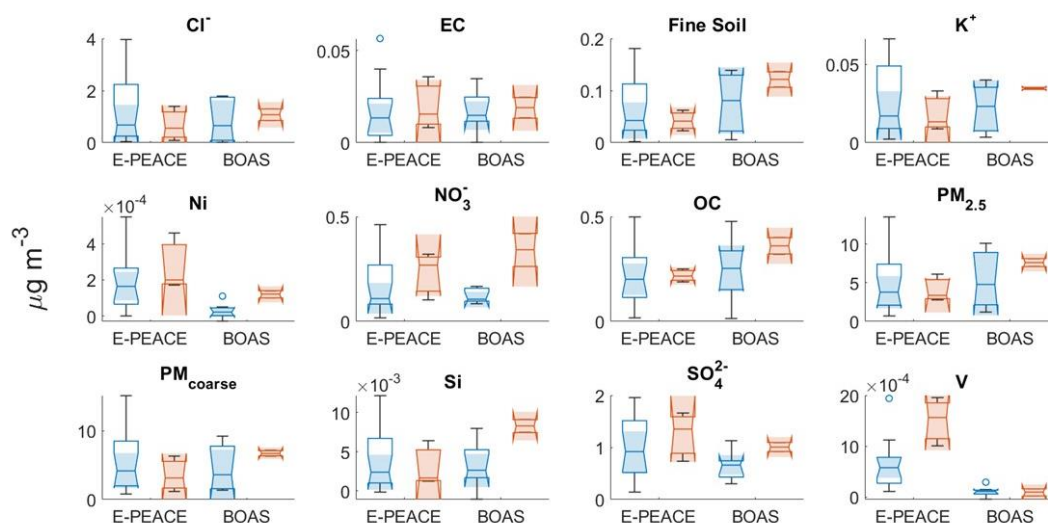 Cl⁻ EC Fine Soil K⁺
4 0.05 0.2 0.05
2 0.1
0 0 0 0
E-PEACE BOAS E-PEACE BOAS E-PEACE BOAS E-PEACE BOAS
Ni NO₃⁻ OC PM₂.₅
×10⁻⁴ 0.5 0.5 10
4 5
2
0 0 0 0
E-PEACE BOAS E-PEACE BOAS E-PEACE BOAS E-PEACE BOAS
μg m⁻³
PM_coarse Si SO₄²⁻ V
×10⁻³ 2 20 ×10⁻⁴
10 10 1 10
5 5
0 0 0 0
E-PEACE BOAS E-PEACE BOAS E-PEACE BOAS E-PEACE BOAS